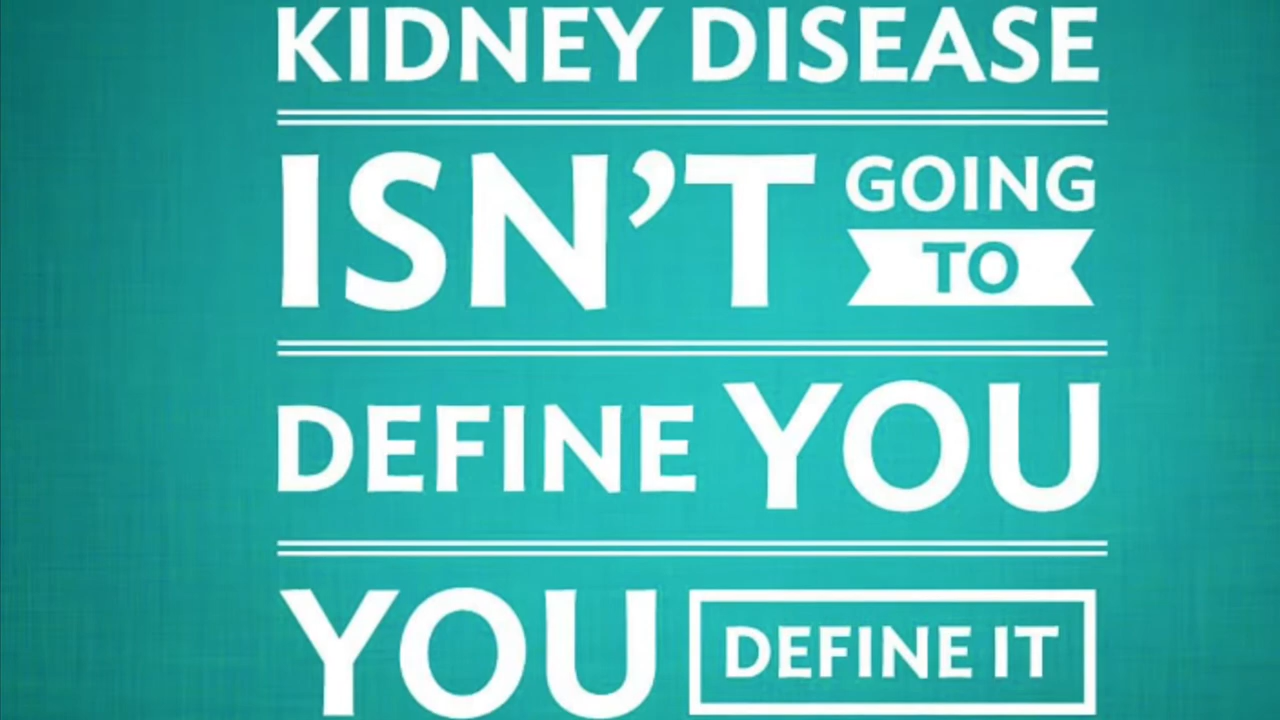 KIDNEY DISEASE
ISN’T GOING
TO
DEFINE YOU
YOU DEFINE IT